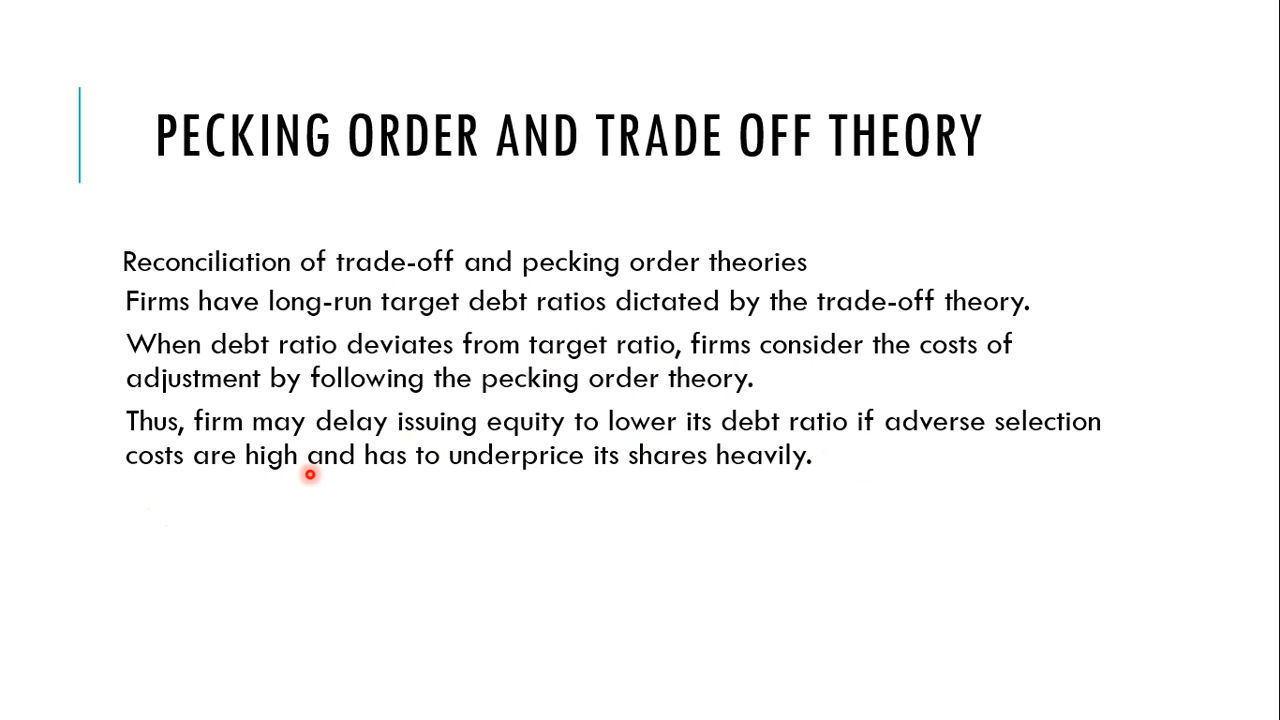 PECKING ORDER AND TRADE OFF THEORY
Reconciliation of trade-off and pecking order theories
Firms have long-run target debt ratios dictated by the trade-off theory.
When debt ratio deviates from target ratio, firms consider the costs of
adjustment by following the pecking order theory.
Thus, firm may delay issuing equity to lower its debt ratio if adverse selection
costs are high and has to underprice its shares heavily.